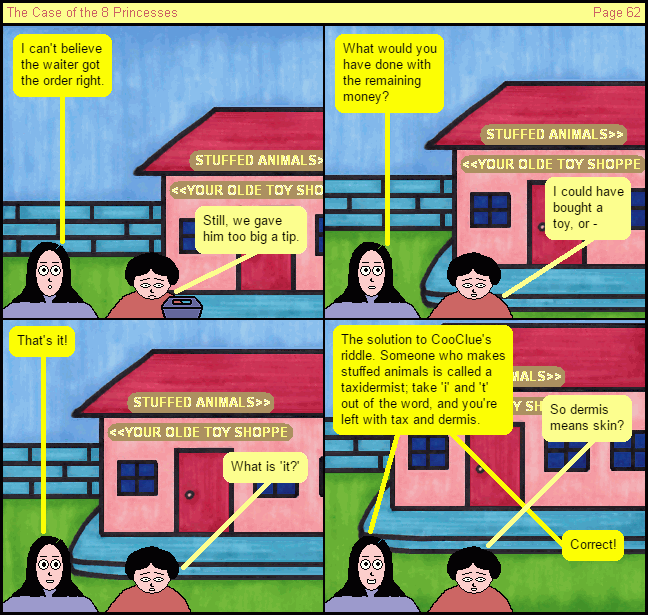 The Case of the 8 Princesses
Page 62
I can't believe
the waiter got
the order right.
STUFFED ANIMALS>
<<YOUR OLDE TOY SHO
Still, we gave
him too big a tip.
What would you
have done with
the remaining
money?
STUFFED ANIMALS>>
<<YOUR OLDE TOY SHOPPE
I could have
bought a
toy, or -
That's it!
STUFFED ANIMALS>>
<<YOUR OLDE TOY SHOPPE
What is 'it?'
The solution to CooClue's
riddle. Someone who makes
stuffed animals is called a
taxidermist; take 'i' and 't'
out of the word, and you're
left with tax and dermis.
MALS>>
Y SH
So dermis
means skin?
Correct!